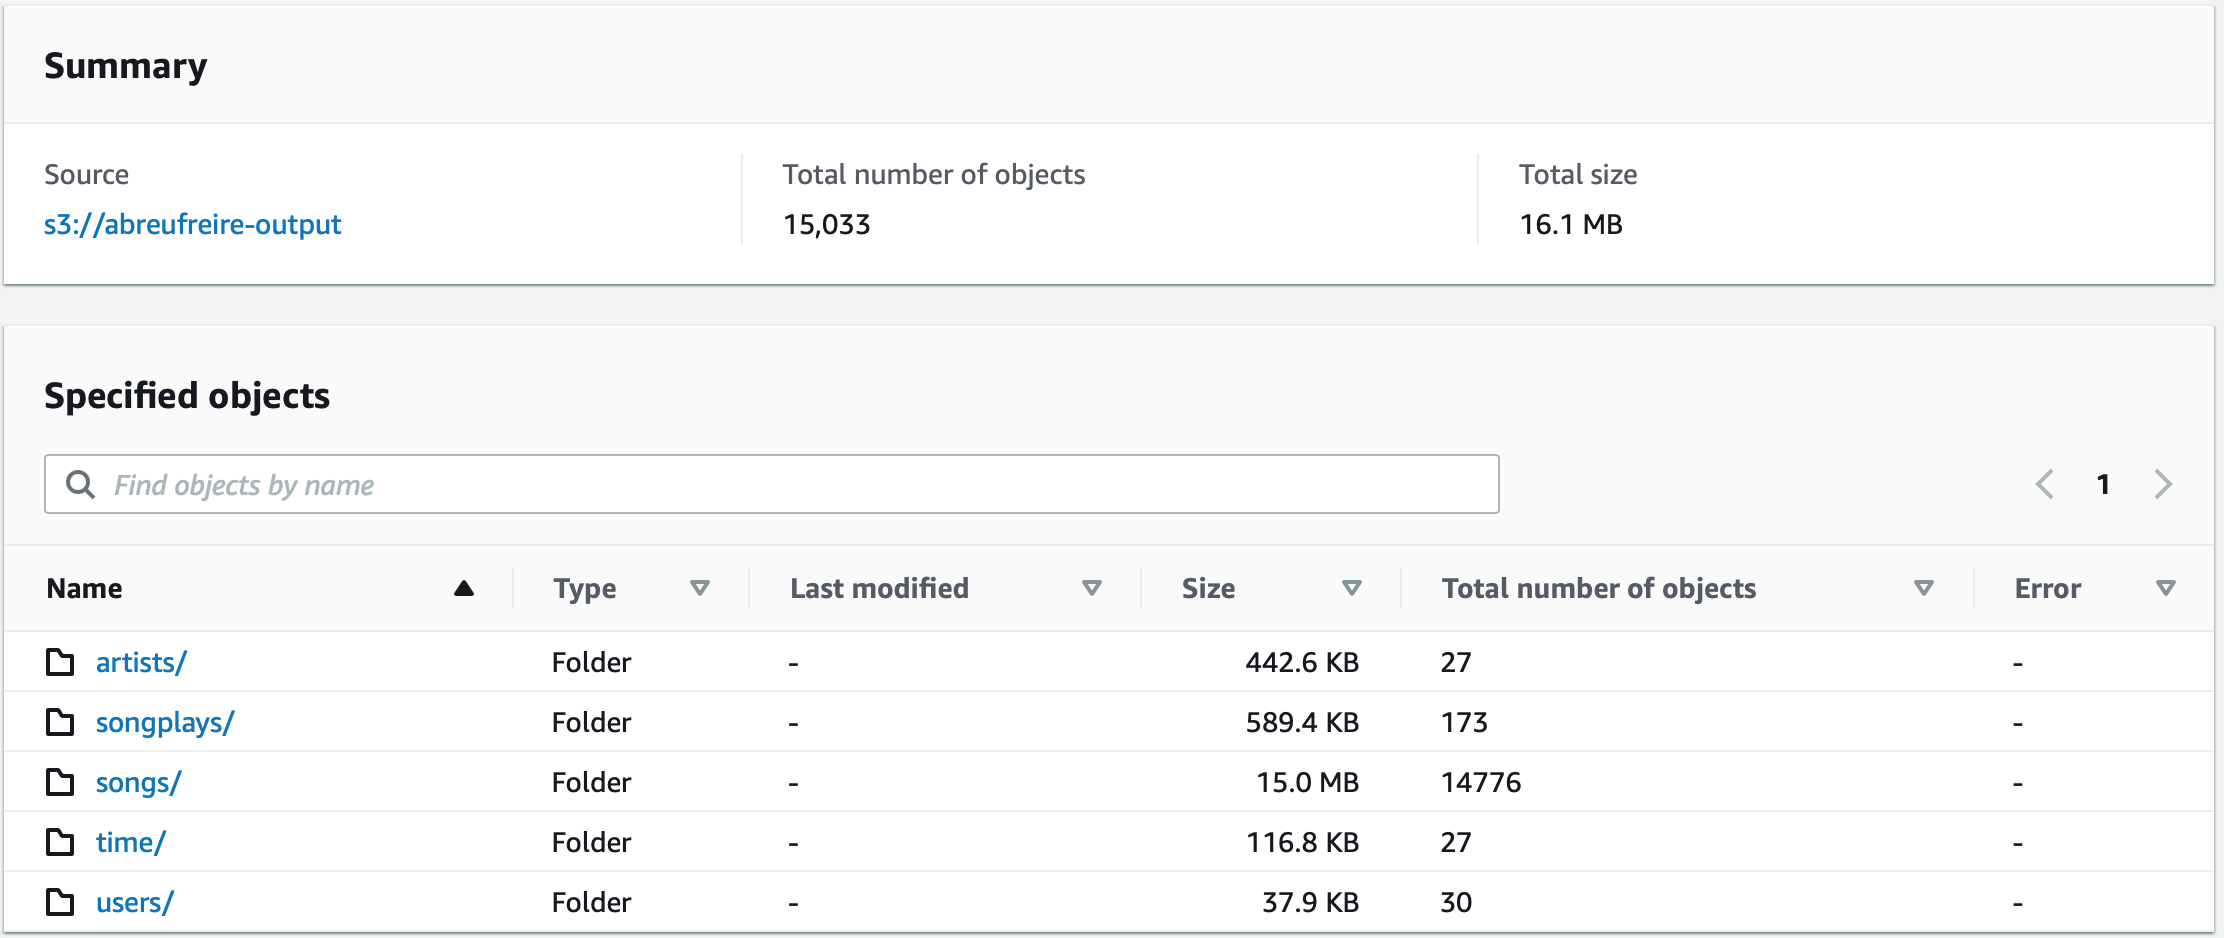 Summary
Source Total number of objects Total size
s3://abreufreire-output 15,033 16.1 MB
Specified objects
Find objects by name 1
Name Type Last modified Size Total number of objects Error
artists/ Folder - 442.6 KB 27 -
songplays/ Folder - 589.4 KB 173 -
songs/ Folder - 15.0 MB 14776 -
time/ Folder - 116.8 KB 27 -
users/ Folder - 37.9 KB 30 -